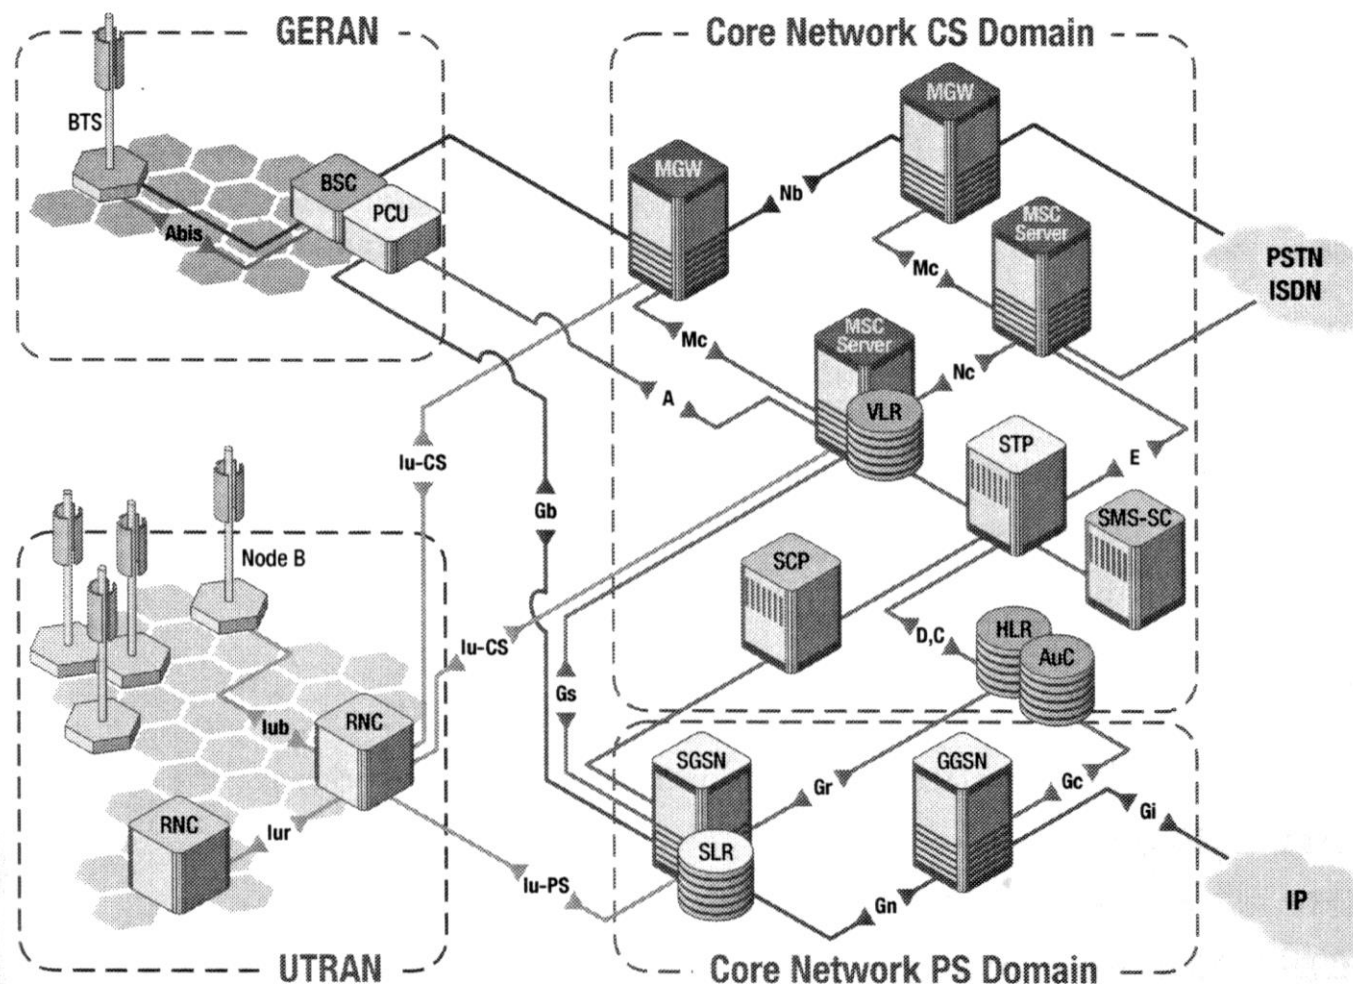 GERAN
Core Network CS Domain
BTS
BSC
PCU
Abis
MGW
MGW
Nb
MSC
Server
PSTN
ISDN
Mc
Mc
MSC
Server
Nc
VLR
A
STP
E
SMS-SC
Iu-CS
Gb
Node B
SCP
Iu-CS
D,C
HLR
AuC
Gs
Iub
RNC
SGSN
GGSN
Gr
Gc
Gi
RNC
Iur
SLR
Iu-PS
Gn
IP
UTRAN
Core Network PS Domain